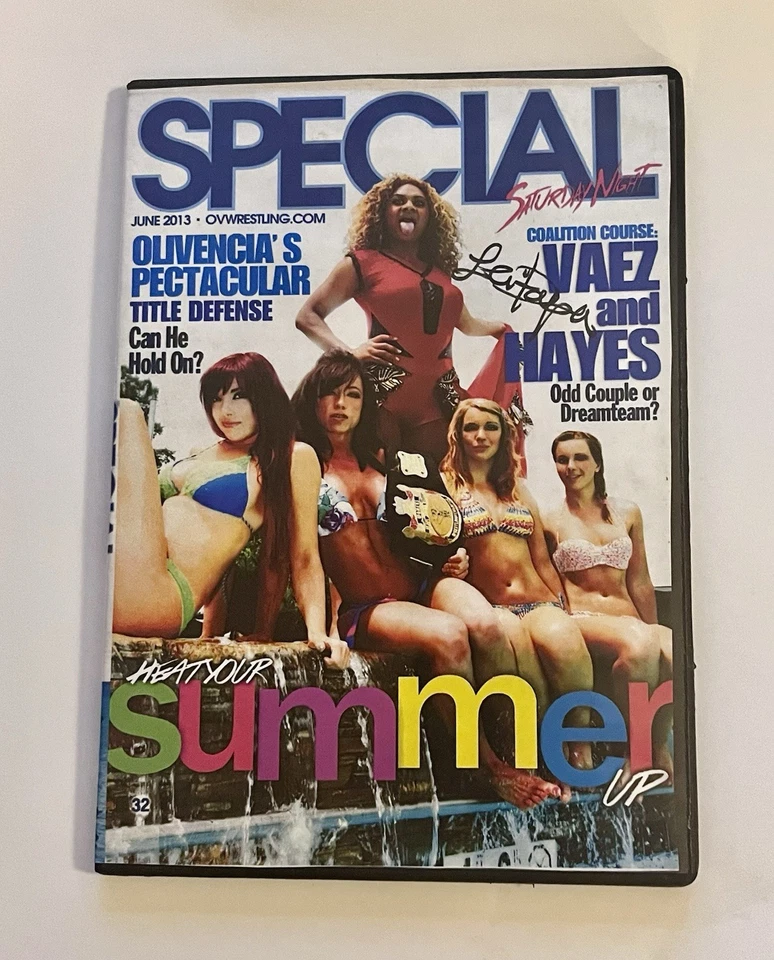 SPECIAL
SATURDAY NIGHT
JUNE 2013 • OVWRESTLING.COM
OLIVENCIA'S
PECTACULAR
TITLE DEFENSE
Can He
Hold On?
COALITION COURSE:
VAEZ
and
HAYES
Odd Couple or
Dreamteam?
HEAT YOUR
summer
UP
32